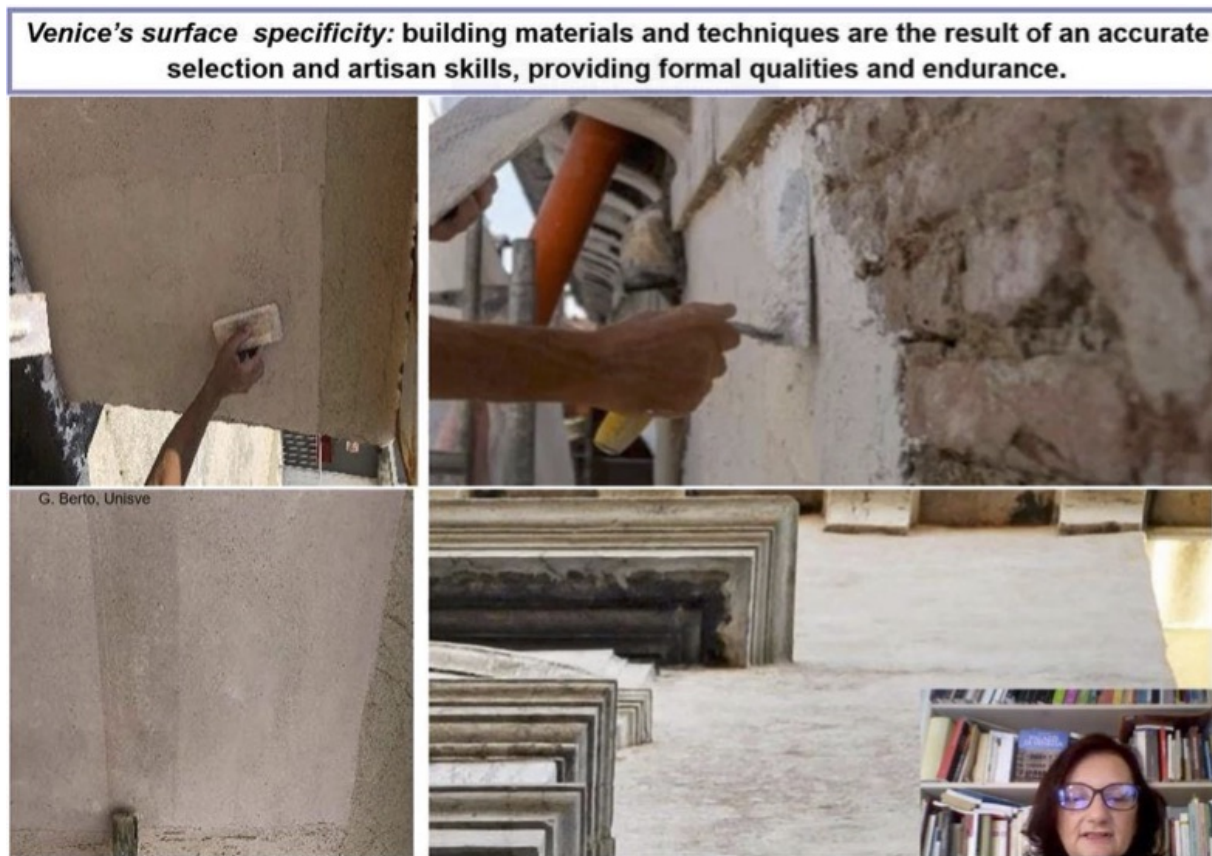 Venice's surface specificity: building materials and techniques are the result of an accurate
selection and artisan skills, providing formal qualities and endurance.
G. Berto, Unisve